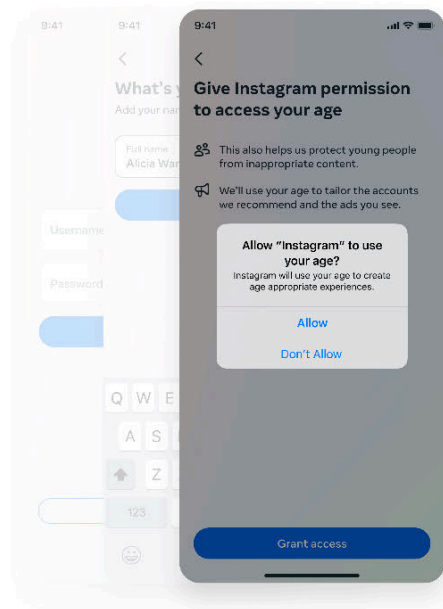 9:41
Username
Password
9:41
What's y
Add your nam
Full name
Alicia War
Q W E
A S
Z
123
9:41
Give Instagram permission
to access your age
This also helps us protect young people
from inappropriate content.
We'll use your age to tailor the accounts
we recommend and the ads you see.
Allow "Instagram" to use
your age?
Instagram will use your age to create
age appropriate experiences.
Allow
Don't Allow
Grant access